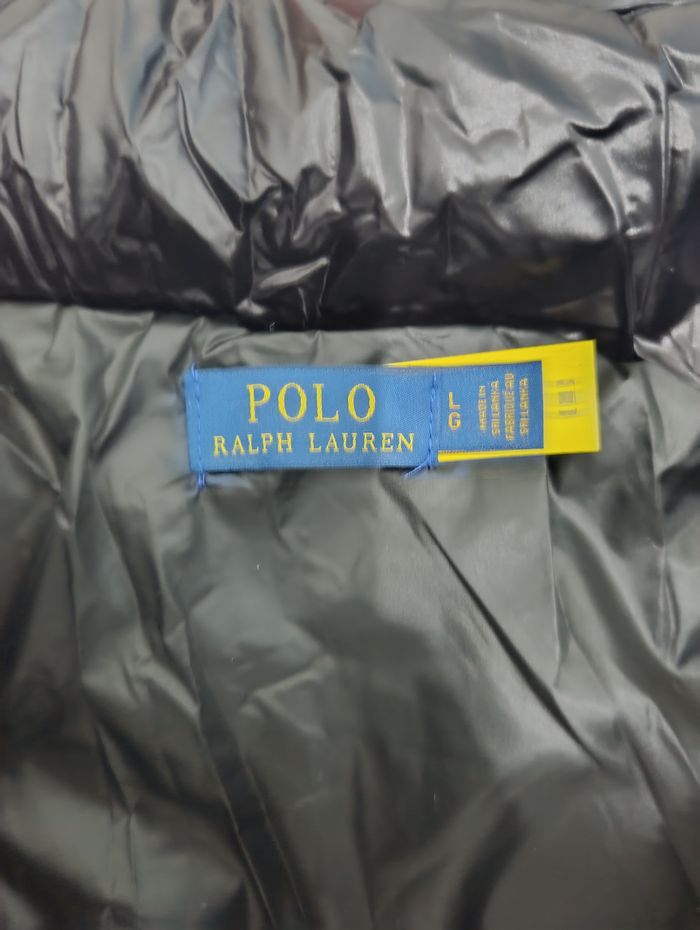 POLO
RALPH LAUREN
L
G
MADE IN
SRI LANKA
FABRIQUÉ AU
SRI LANKA